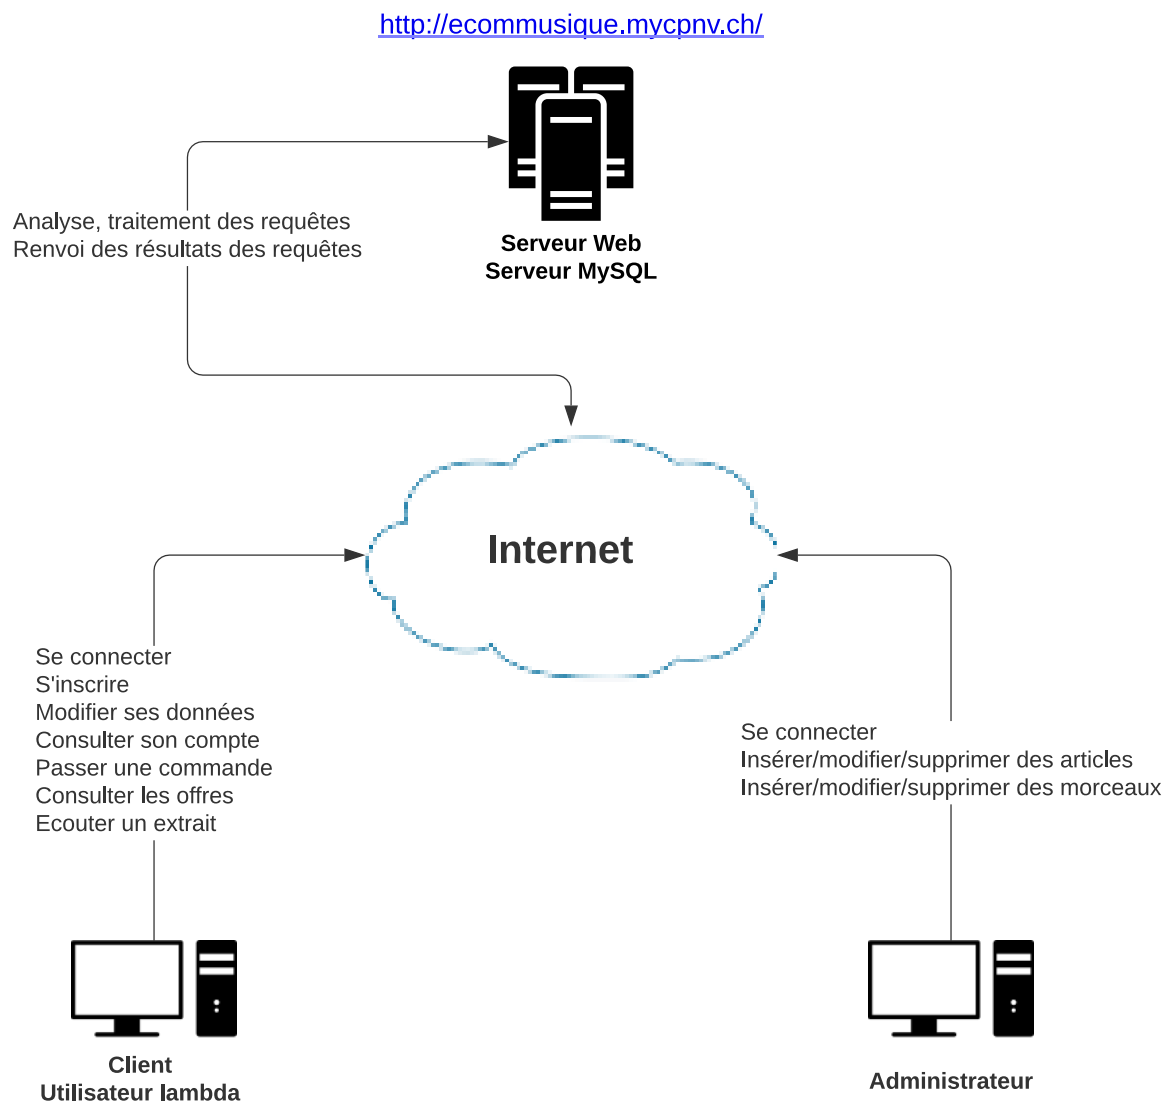 http://ecommusique.mycpnv.ch/
Analyse, traitement des requêtes
Renvoi des résultats des requêtes
Serveur Web
Serveur MySQL
Internet
Se connecter
S'inscrire
Modifier ses données
Consulter son compte
Passer une commande
Consulter les offres
Ecouter un extrait
Se connecter
Insérer/modifier/supprimer des articles
Insérer/modifier/supprimer des morceaux
Client
Utilisateur lambda
Administrateur